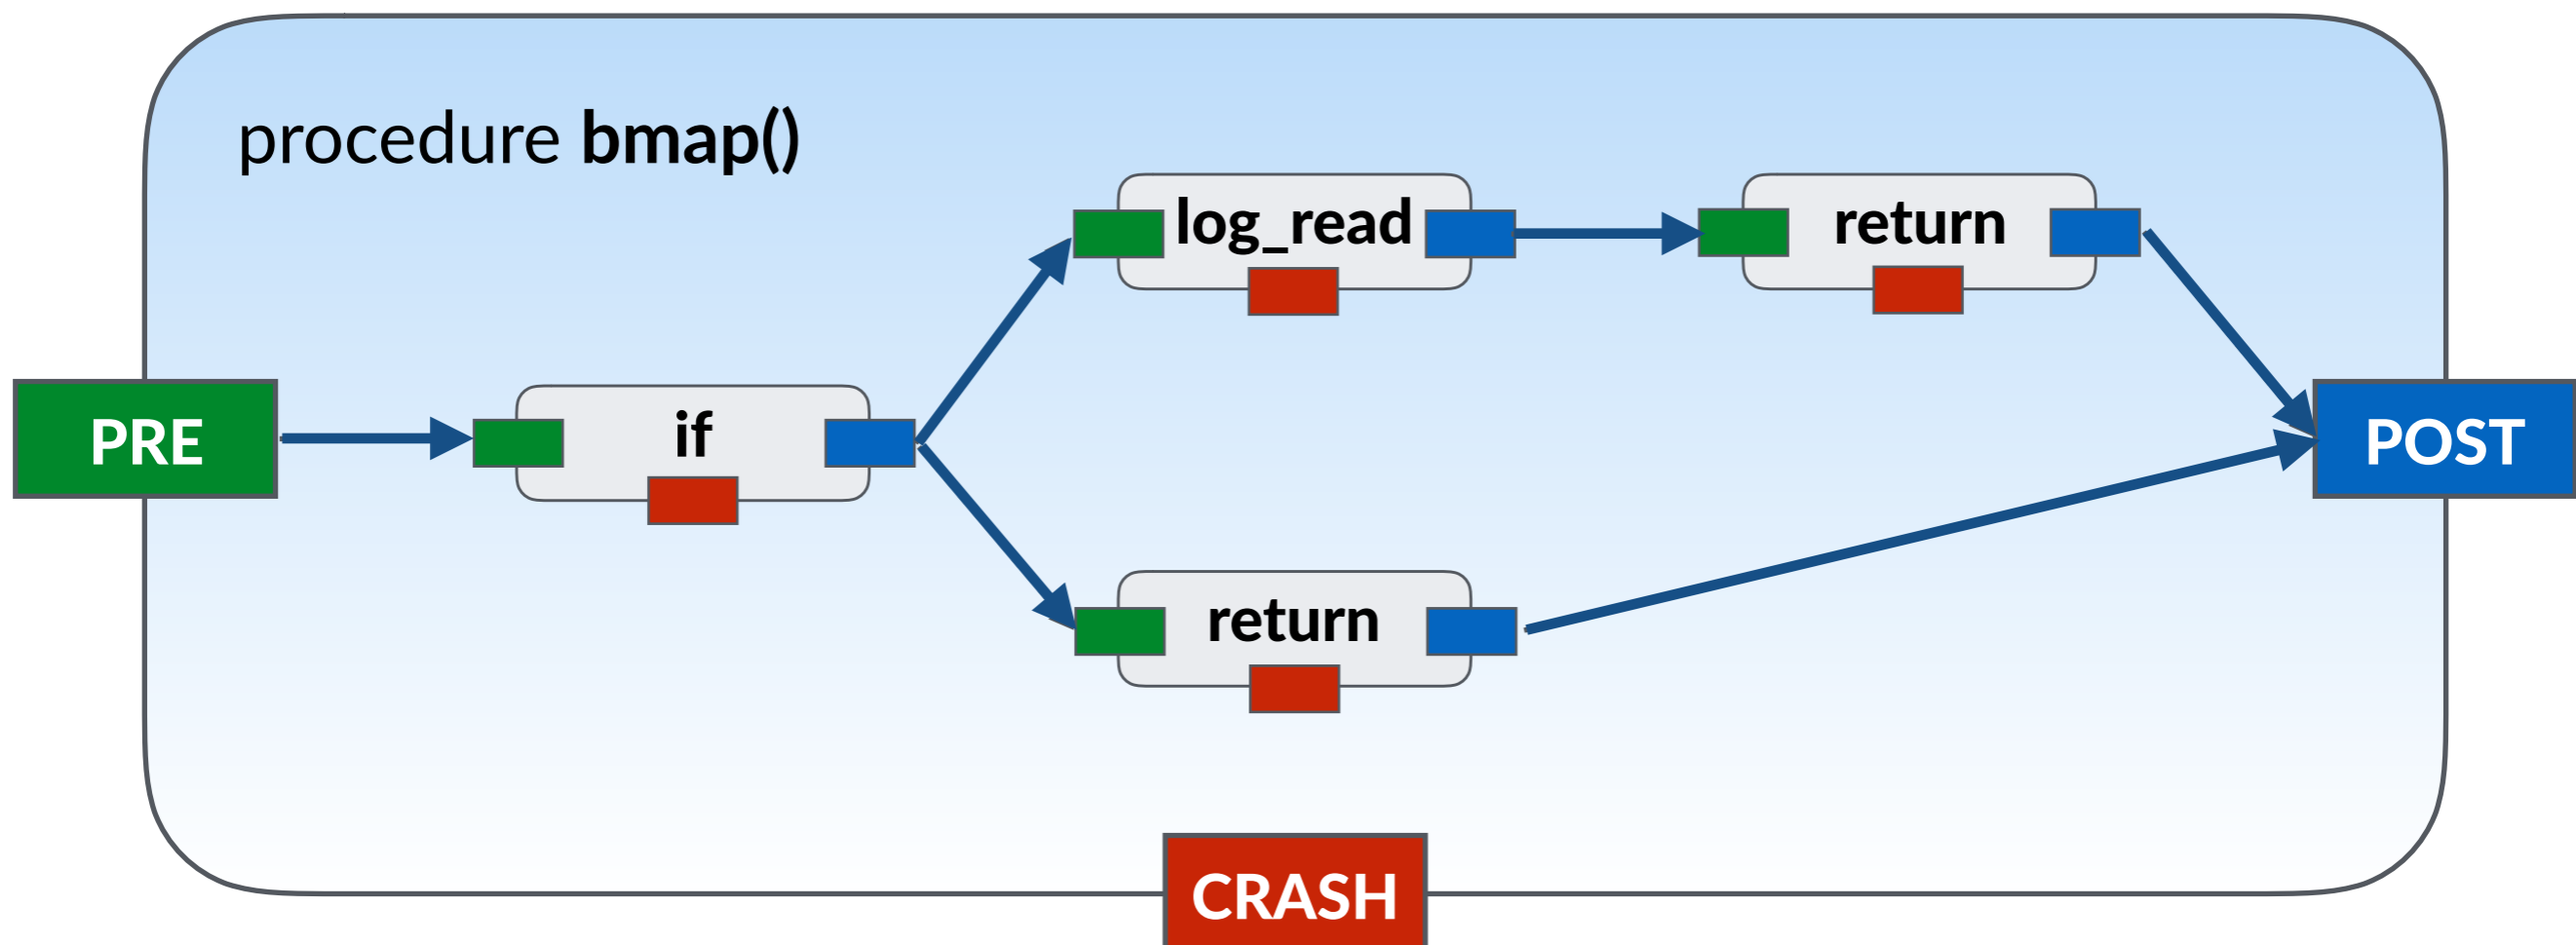 procedure bmap()
log_read
return
PRE
if
POST
return
CRASH